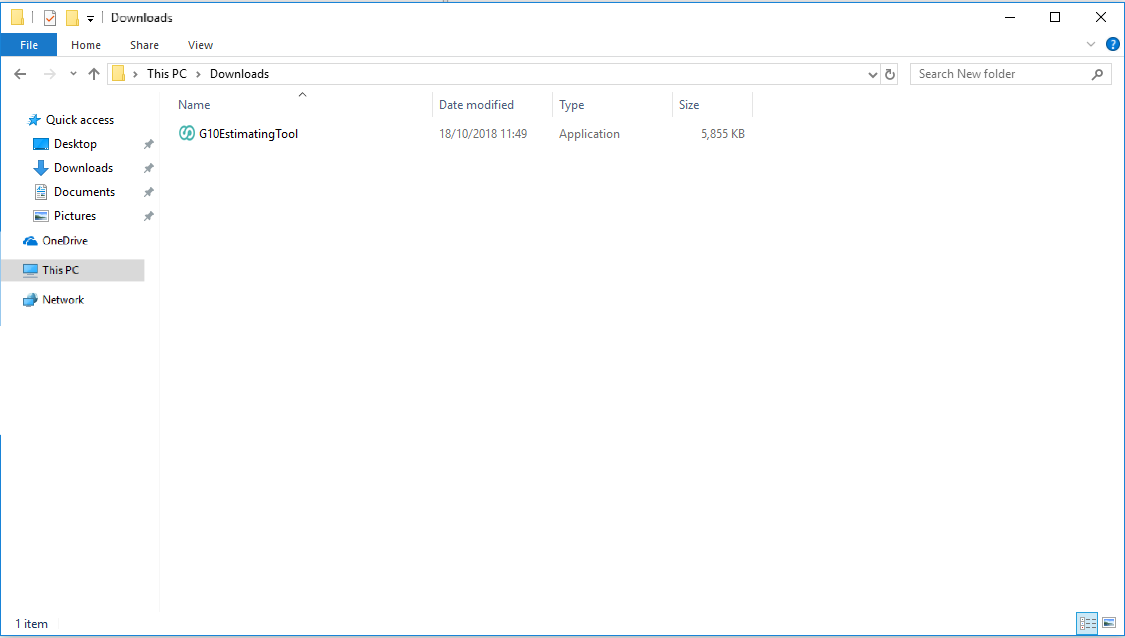 Downloads
File Home Share View
This PC Downloads
Search New folder
Name Date modified Type Size
G10EstimatingTool 18/10/2018 11:49 Application 5,855 KB
Quick access
Desktop
Downloads
Documents
Pictures
OneDrive
This PC
Network
1 item